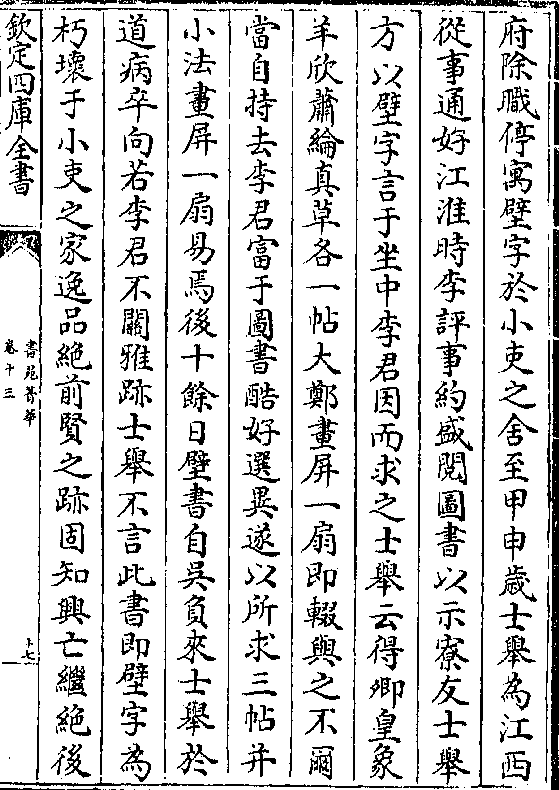 府除職停寓壁字於小吏之舍至甲申歲士舉為江西
從事通好江淮時李評事約盛閱圖書以示寮友士舉
方以壁字言于坐中李君因而求之士舉云得卿皇象
羊欣蕭綸真草各一帖大鄭畫屏一扇即輟與之不爾
當自持去李君富于圖書酷好選異遂以所求三帖并
小法畫屏一扇易焉後十餘日壁書自吳負來士舉於
道病卒向若李君不闢雅跡士舉不言此書即壁字為
朽壞于小吏之家逸品絶前賢之跡固知興亡繼絶後
欽定四庫全書
書苑菁華
卷十三
十七